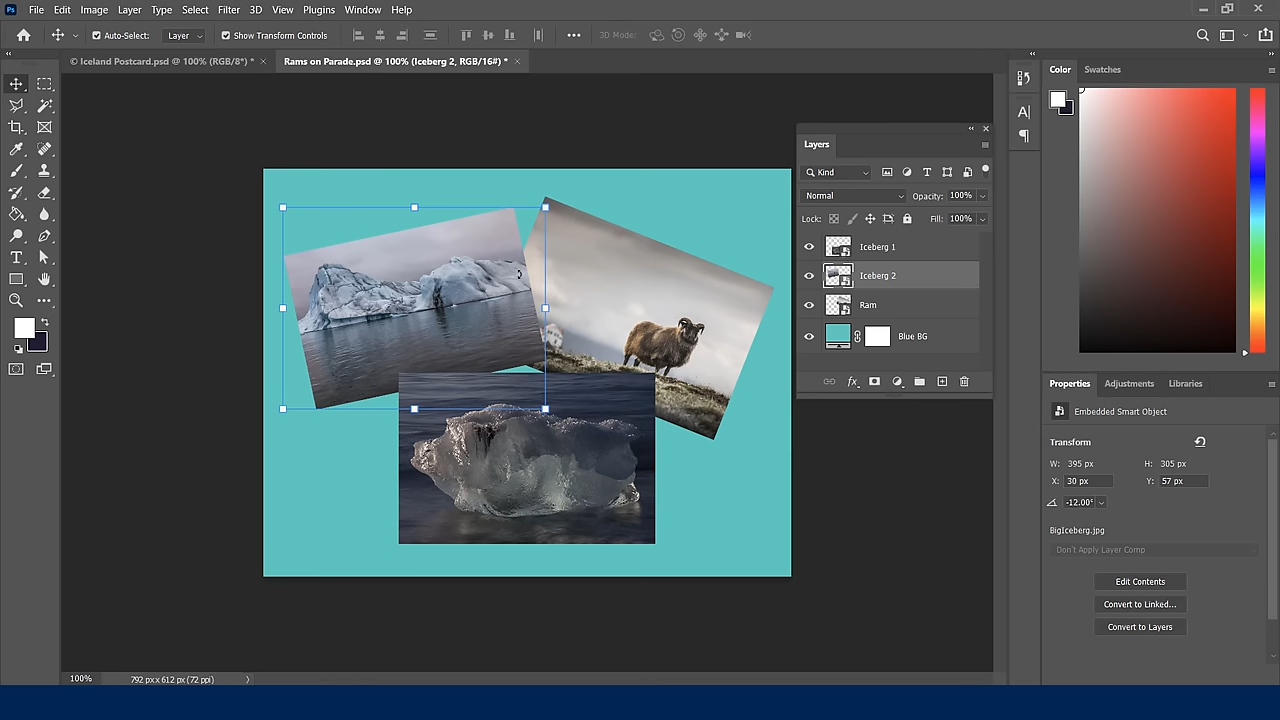 Ps File Edit Image Layer Type Select Filter 3D View Plugins Window Help
Auto-Select: Layer Show Transform Controls 3D Mode:
© Iceland Postcard.psd @ 100% (RGB/8*) * Rams on Parade.psd @ 100% (Iceberg 2, RGB/16#) *
Color Swatches
Layers
Kind
Normal Opacity: 100%
Lock: Fill: 100%
Iceberg 1
Iceberg 2
Ram
Blue BG
fx
Properties Adjustments Libraries
Embedded Smart Object
Transform
W: 395 px H: 305 px
X: 30 px Y: 57 px
-12.00°
BigIceberg.jpg
Don't Apply Layer Comp
Edit Contents
Convert to Linked...
Convert to Layers
100% 792 px x 612 px (72 ppi)